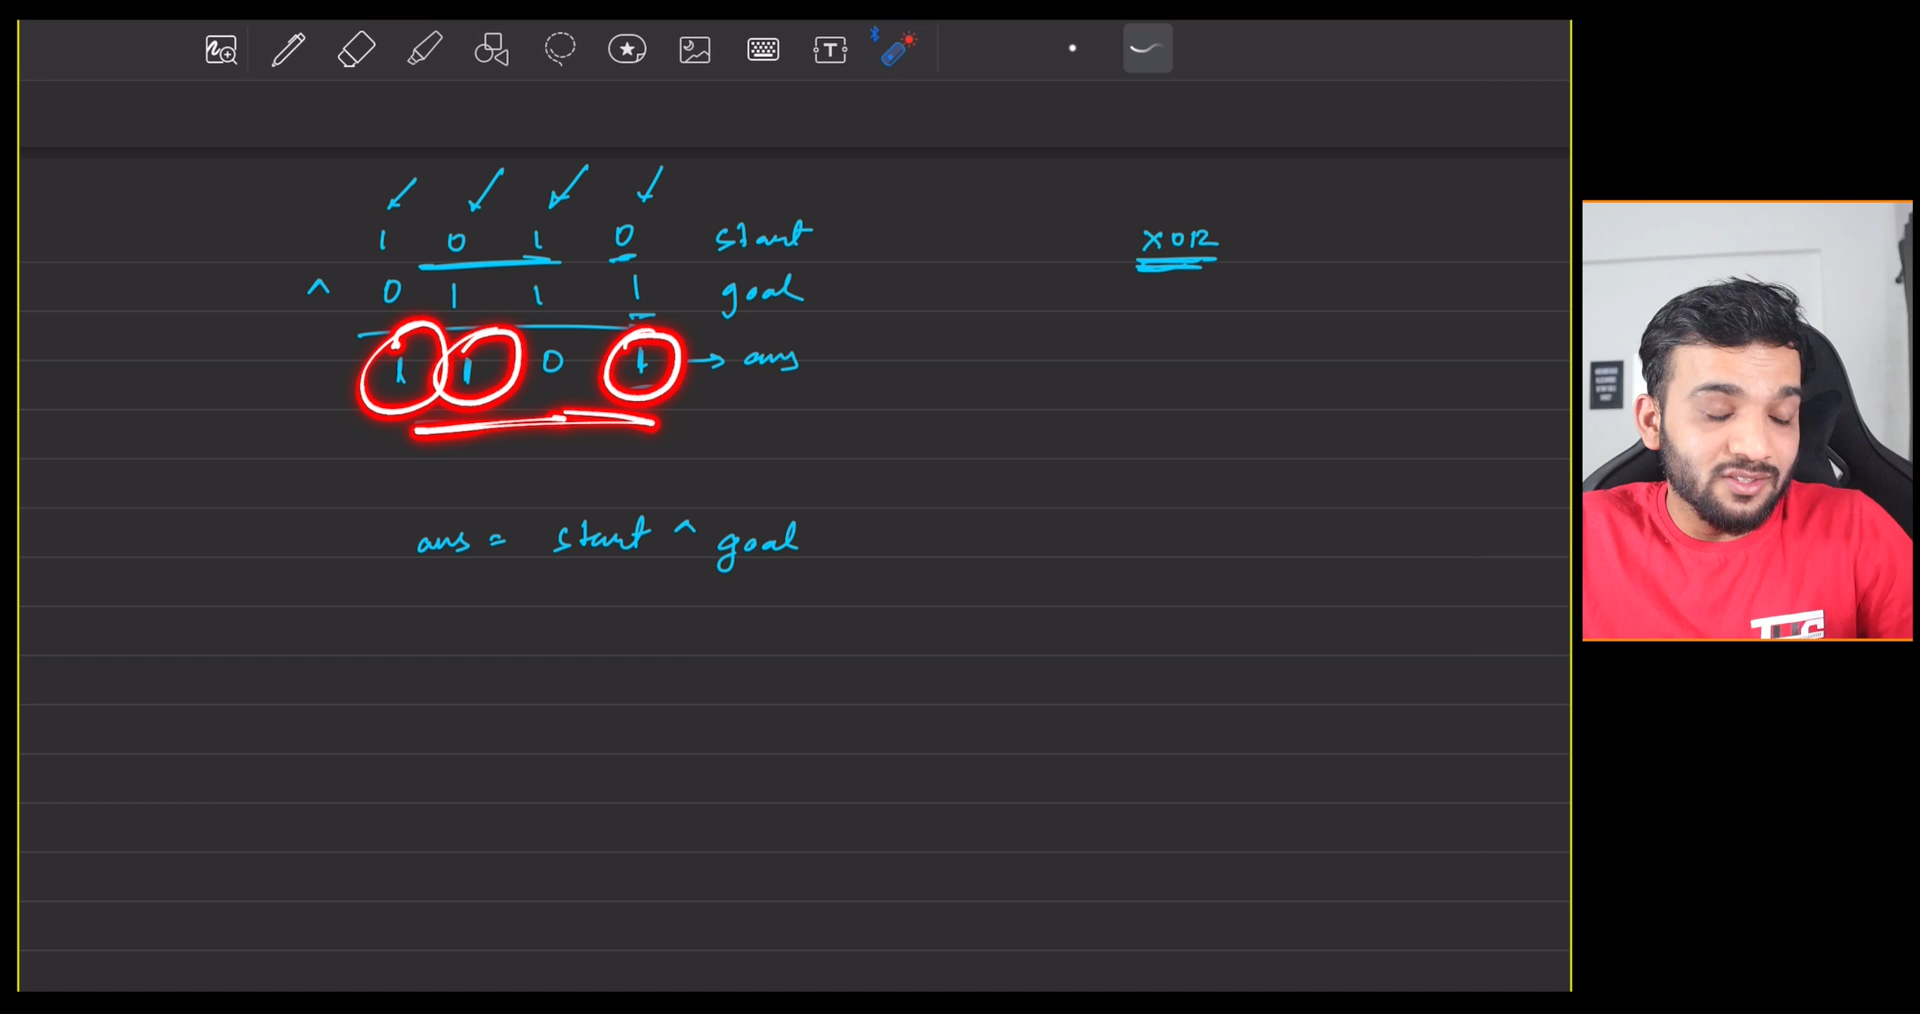 1 0 1 0 start
XOR
^ 0 1 1 1 goal
1 1 0 1 → ans
ans = start ^ goal
T